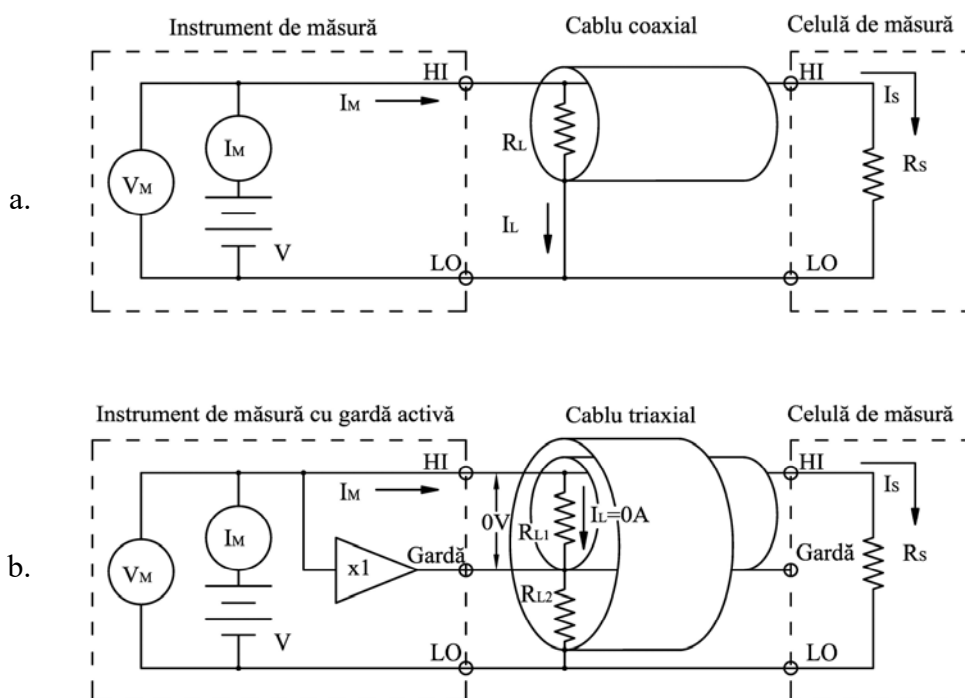 Instrument de măsură Cablu coaxial Celulă de măsură
HI HI
IM IS
IM RL
VM RS
a.
IL
V
LO LO
Instrument de măsură cu gardă activă Cablu triaxial Celulă de măsură
HI HI
IM IS
IL=0A
0V
IM RL1
Gardă Gardă
VM x1 RS
b.
RL2
V
LO LO